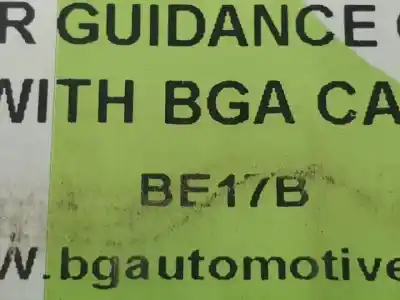 R GUIDANCE
WITH BGA CA
BE17B
w.bgautomotive